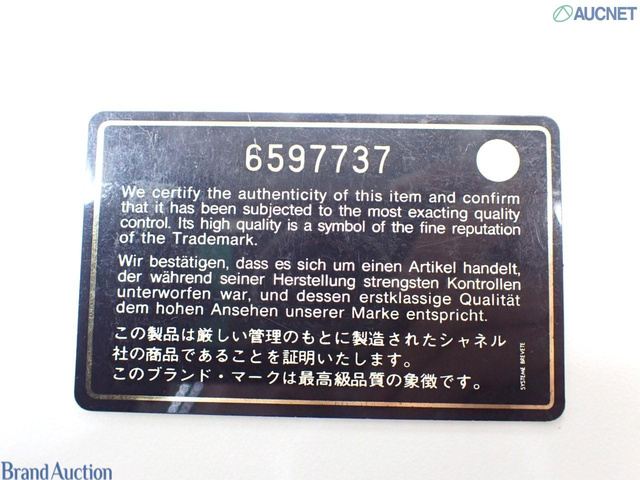 AUCNET
6597737
We certify the authenticity of this item and confirm
that it has been subjected to the most exacting quality
control. Its high quality is a symbol of the fine reputation
of the Trademark.
Wir bestätigen, dass es sich um einen Artikel handelt,
der während seiner Herstellung strengsten Kontrollen
unterworfen war, und dessen erstklassige Qualität
dem hohen Ansehen unserer Marke entspricht.
この製品は厳しい管理のもとに製造されたシャネル
社の商品であることを証明いたします。
このブランド・マークは最高級品質の象徴です。
SYSTEME BREVETE
Brand Auction